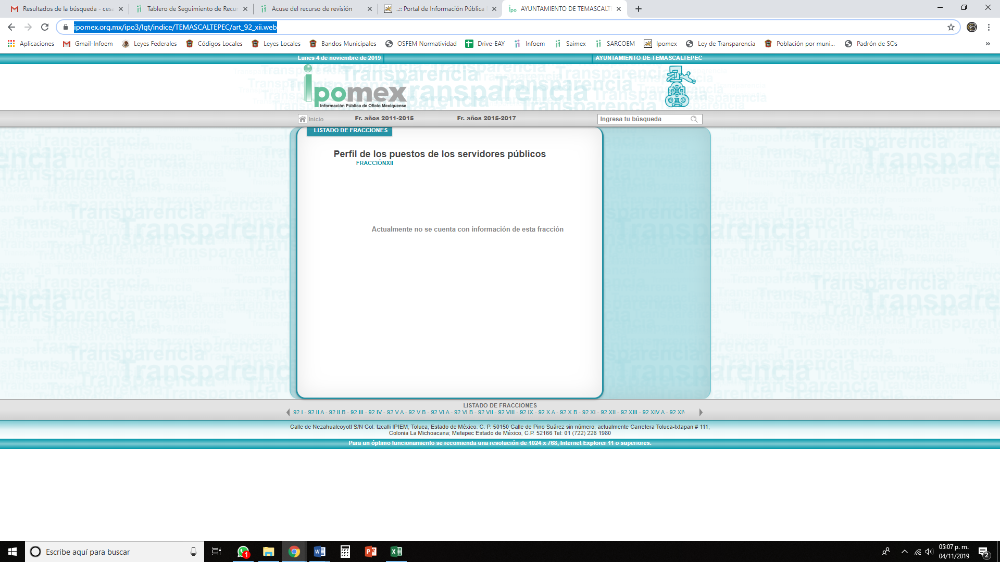 Resultados de la búsqueda - cesa
Tablero de Seguimiento de Recur
Acuse del recurso de revisión
..:: Portal de Información Pública
AYUNTAMIENTO DE TEMASCALT
ipomex.org.mx/ipo3/lgt/indice/TEMASCALTEPEC/art_92_xii.web
Aplicaciones
Gmail-Infoem
Leyes Federales
Códigos Locales
Leyes Locales
Bandos Municipales
OSFEM Normatividad
Drive-EAY
Infoem
Saimex
SARCOEM
Ipomex
Ley de Transparencia
Población por muni...
Padrón de SOs
»
Lunes 4 de noviembre de 2019
AYUNTAMIENTO DE TEMASCALTEPEC
ipomex
Información Pública de Oficio Mexiquense
Inicio
Fr. años 2011-2015
Fr. años 2015-2017
Ingresa tu búsqueda
LISTADO DE FRACCIONES
Perfil de los puestos de los servidores públicos
FRACCIÓNXII
Actualmente no se cuenta con información de esta fracción
LISTADO DE FRACCIONES
92 I - 92 II A - 92 II B - 92 III - 92 IV - 92 V A - 92 V B - 92 VI A - 92 VI B - 92 VII - 92 VIII - 92 IX - 92 X A - 92 X B - 92 XI - 92 XII - 92 XIII - 92 XIV A - 92 XIV
Calle de Nezahualcoyotl S/N Col. Izcalli IPIEM, Toluca, Estado de México. C. P. 50150 Calle de Pino Suárez sin número, actualmente Carretera Toluca-Ixtapan # 111,
Colonia La Michoacana; Metepec Estado de México, C.P. 52166 Tel: 01 (722) 226 1980
Para un óptimo funcionamiento se recomienda una resolución de 1024 x 768, Internet Explorer 11 o superiores.
Escribe aquí para buscar
1
05:07 p. m.
04/11/2019
2